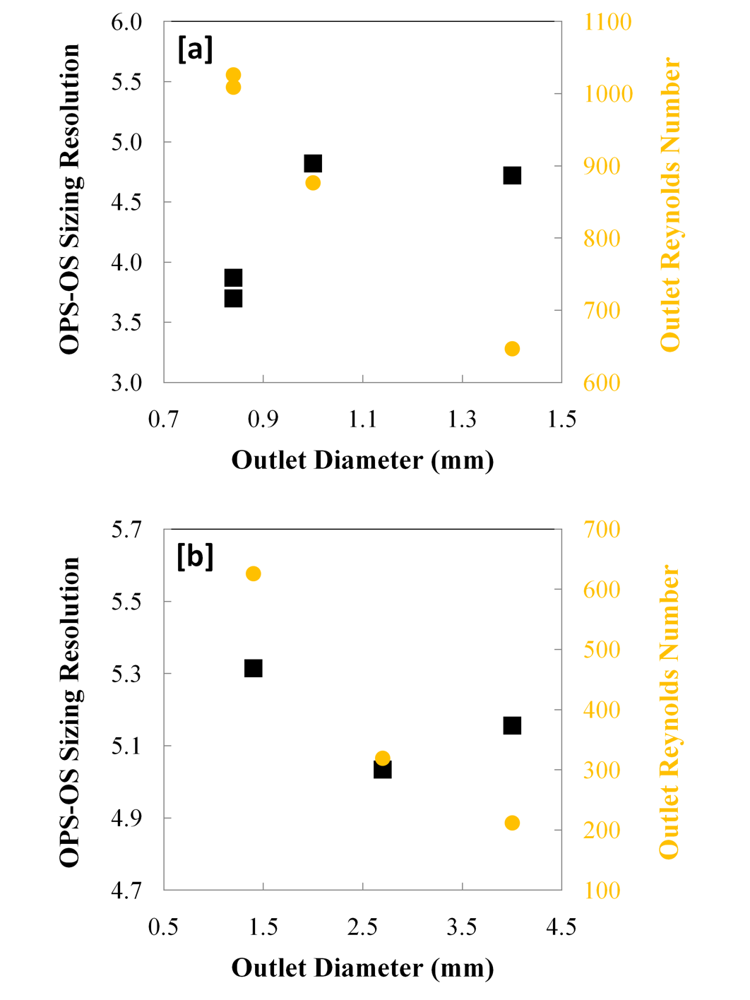 [a]
OPS-OS Sizing Resolution
6.0
5.5
5.0
4.5
4.0
3.5
3.0
1100
1000
900
800
700
600
Outlet Reynolds Number
0.7 0.9 1.1 1.3 1.5
Outlet Diameter (mm)
[b]
OPS-OS Sizing Resolution
5.7
5.5
5.3
5.1
4.9
4.7
700
600
500
400
300
200
100
Outlet Reynolds Number
0.5 1.5 2.5 3.5 4.5
Outlet Diameter (mm)